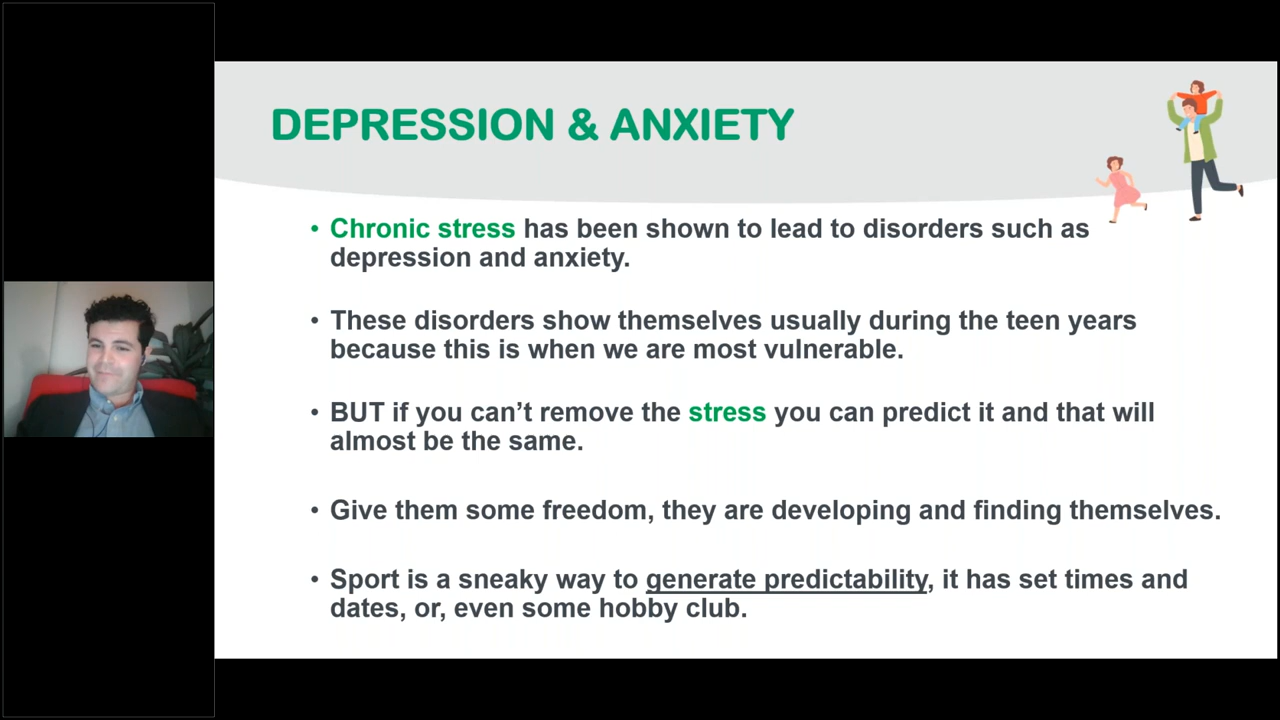 DEPRESSION & ANXIETY
• Chronic stress has been shown to lead to disorders such as
depression and anxiety.
• These disorders show themselves usually during the teen years
because this is when we are most vulnerable.
• BUT if you can’t remove the stress you can predict it and that will
almost be the same.
• Give them some freedom, they are developing and finding themselves.
• Sport is a sneaky way to generate predictability, it has set times and
dates, or, even some hobby club.